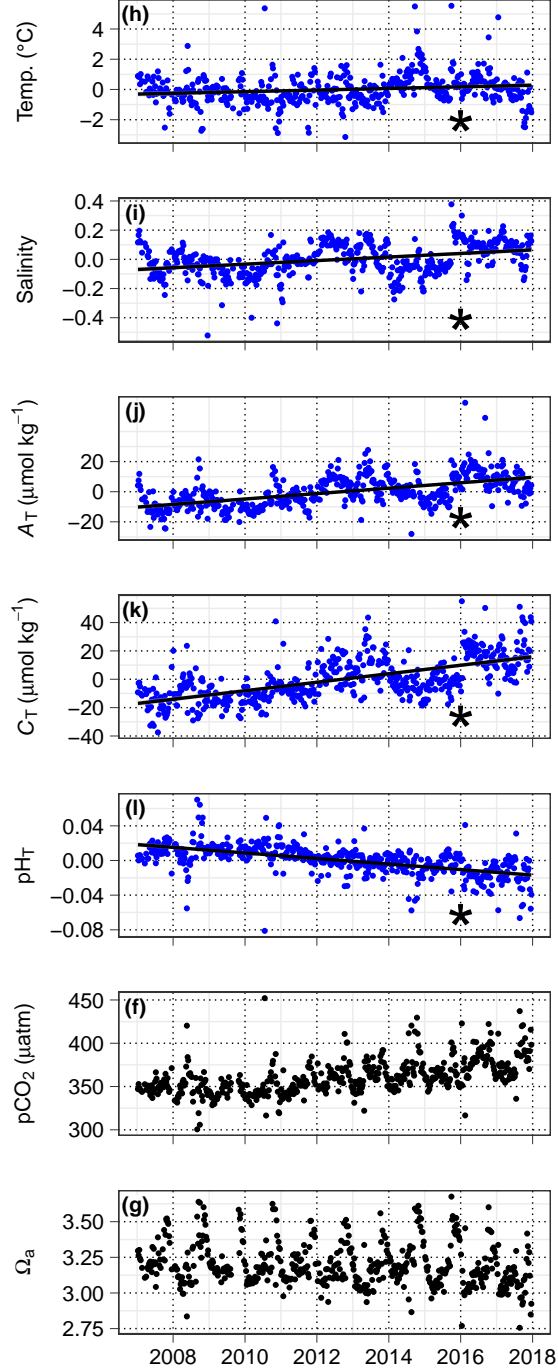 (h)
Temp. (°C)
4
2
0
−2
*
(i)
Salinity
0.4
0.2
0.0
−0.2
−0.4
*
(j)
A_T (μmol kg⁻¹)
20
0
−20
*
(k)
C_T (μmol kg⁻¹)
40
20
0
−20
−40
*
(l)
pH_T
0.04
0.00
−0.04
−0.08
*
(f)
pCO₂ (μatm)
450
400
350
300
(g)
Ωₐ
3.50
3.25
3.00
2.75
2008 2010 2012 2014 2016 2018